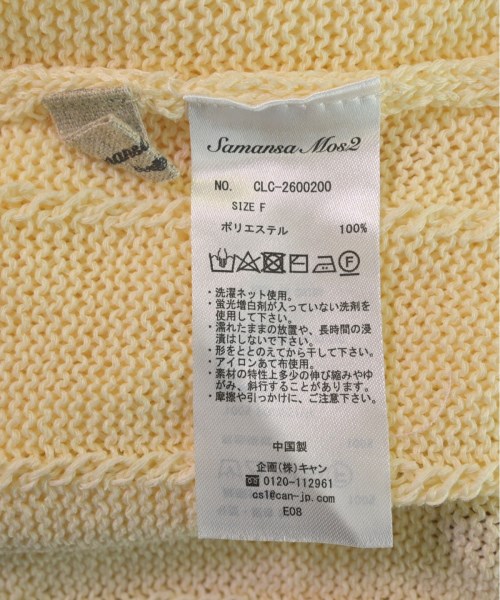 Samansa Mos2
NO. CLC-2600200
SIZE F
ポリエステル 100%
F
・洗濯ネット使用。
・蛍光増白剤が入っていない洗剤を
使用して下さい。
・濡れたままの放置や、長時間の浸
漬はしないで下さい。
・形をととのえてから干して下さい。
・アイロンあて布使用。
・素材の特性上多少の伸び縮みやゆ
がみ、斜行することがあります。
・摩擦や引っかけに、ご注意下さい。
中国製
企画(株)キャン
☎0120-112961
cs1@can-jp.com
E08